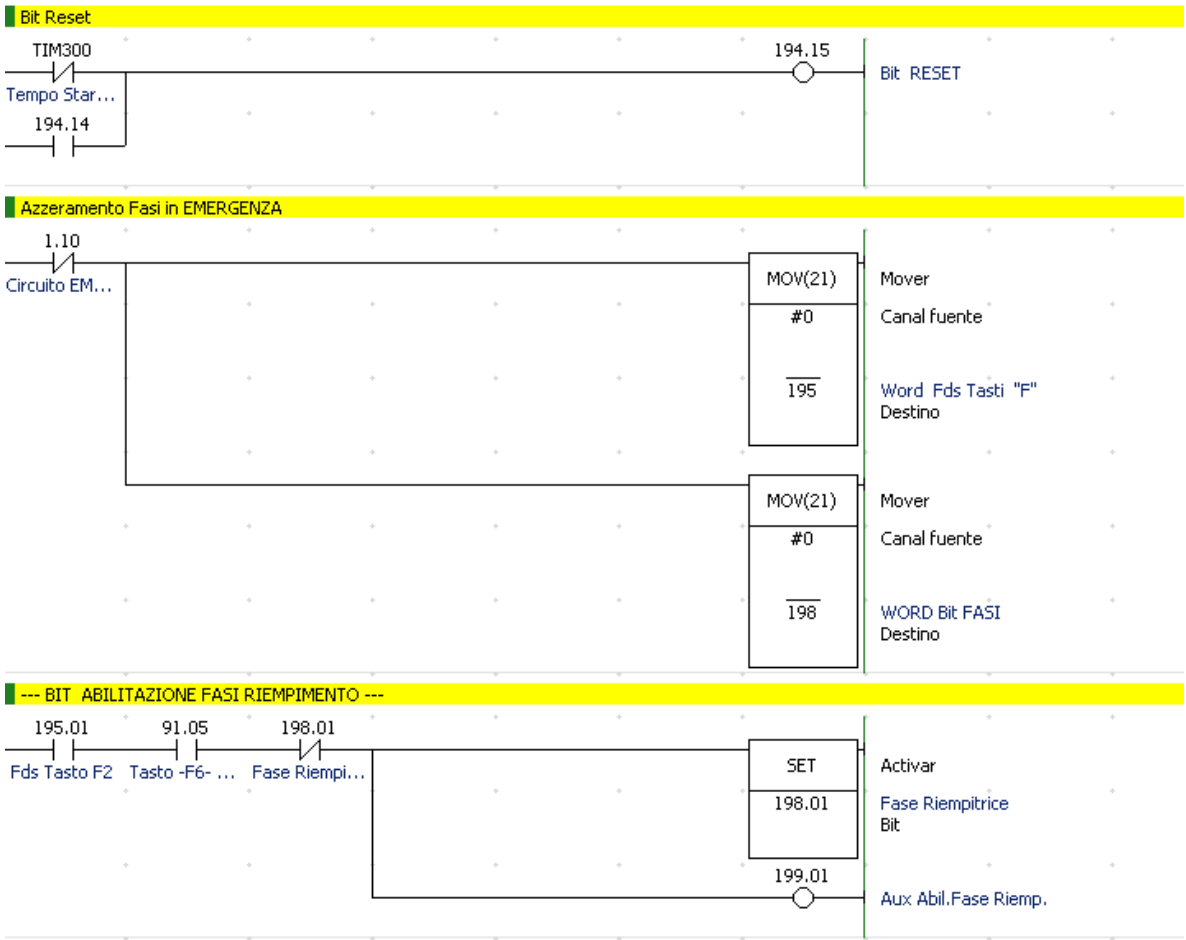 Bit Reset
TIM300
194.15
Bit RESET
Tempo Star...
194.14
Azzeramento Fasi in EMERGENZA
1.10
Circuito EM...
MOV(21)
Mover
#0
Canal fuente
195
Word Fds Tasti "F"
Destino
MOV(21)
Mover
#0
Canal fuente
198
WORD Bit FASI
Destino
--- BIT ABILITAZIONE FASI RIEMPIMENTO ---
195.01 91.05 198.01
Fds Tasto F2 Tasto -F6- ... Fase Riempi...
SET
Activar
198.01
Fase Riempitrice
Bit
199.01
Aux Abil.Fase Riemp.